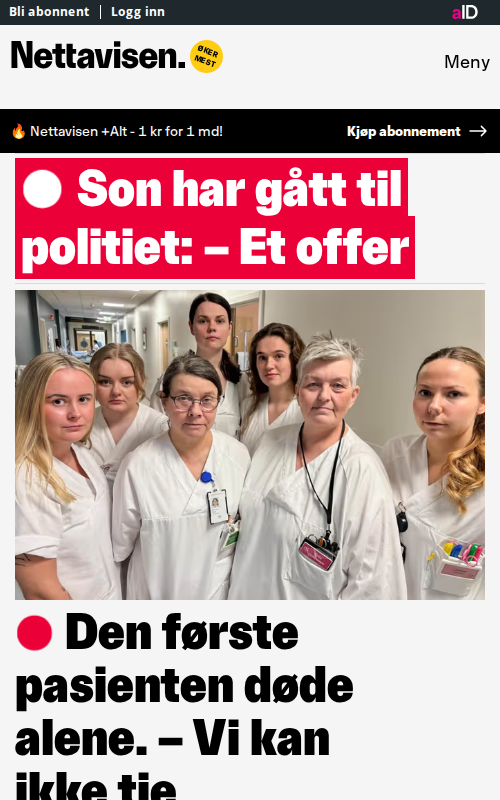 Bli abonnent | Logg inn
aID
Nettavisen.
ØKER
MEST
Meny
🔥 Nettavisen +Alt - 1 kr for 1 md!
Kjøp abonnement →
Son har gått til
politiet: – Et offer
Den første
pasienten døde
alene. – Vi kan
ikke tie